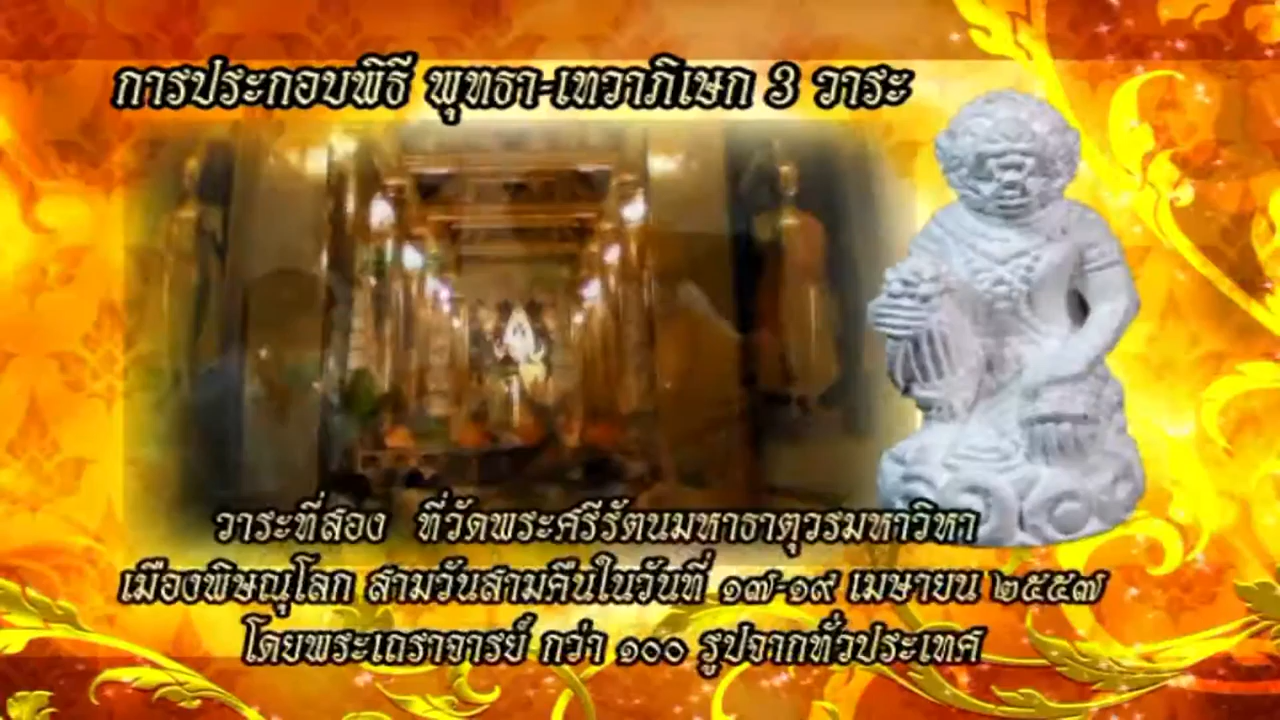 การประกอบพิธี พุทธา-เทวาภิเษก 3 วาระ
วาระที่สอง ที่วัดพระศรีรัตนมหาธาตุวรมหาวิหา
เมืองพิษณุโลก สามวันสามคืนในวันที่ ๑๗-๑๙ เมษายน ๒๕๕๗
โดยพระเถราจารย์ กว่า ๑๐๐ รูปจากทั่วประเทศ